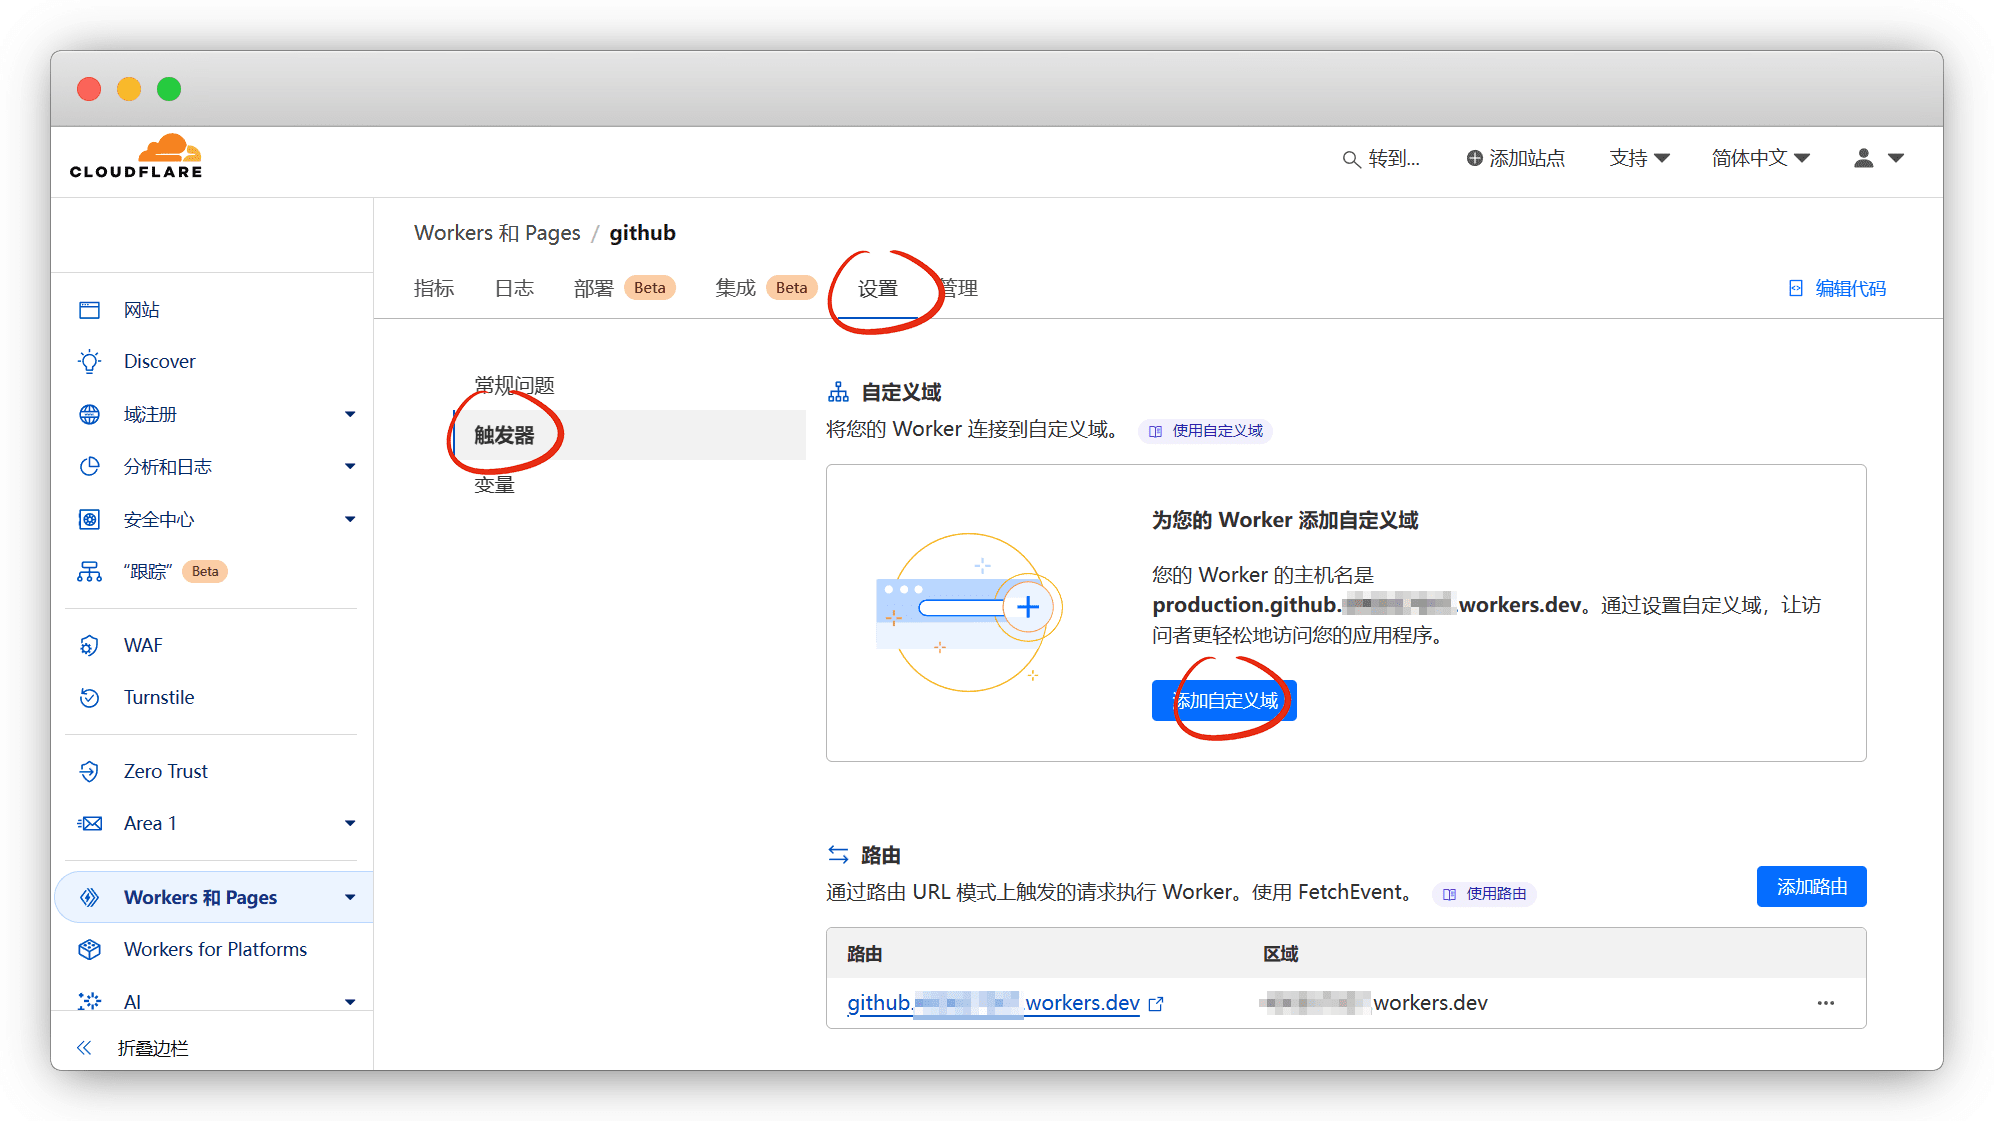 CLOUDFLARE
转到...
添加站点
支持
简体中文
Workers 和 Pages / github
指标
日志
部署 Beta
集成 Beta
设置
管理
编辑代码
网站
Discover
域注册
分析和日志
安全中心
“跟踪” Beta
WAF
Turnstile
Zero Trust
Area 1
Workers 和 Pages
Workers for Platforms
AI
折叠边栏
常规问题
触发器
变量
自定义域
将您的 Worker 连接到自定义域。 使用自定义域
为您的 Worker 添加自定义域
您的 Worker 的主机名是
production.github. .workers.dev。通过设置自定义域，让访
问者更轻松地访问您的应用程序。
添加自定义域
路由
通过路由 URL 模式上触发的请求执行 Worker。使用 FetchEvent。 使用路由
添加路由
路由 区域
github. .workers.dev workers.dev ···